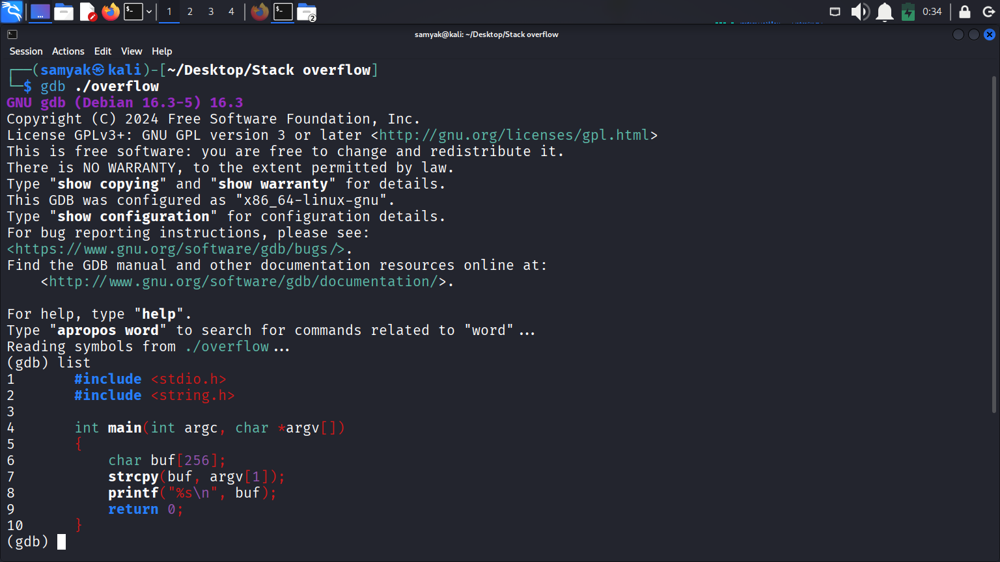 1 2 3 4 2 0:34
samyak@kali: ~/Desktop/Stack overflow
Session Actions Edit View Help
┌──(samyak㉿kali)-[~/Desktop/Stack overflow]
└─$ gdb ./overflow
GNU gdb (Debian 16.3-5) 16.3
Copyright (C) 2024 Free Software Foundation, Inc.
License GPLv3+: GNU GPL version 3 or later <http://gnu.org/licenses/gpl.html>
This is free software: you are free to change and redistribute it.
There is NO WARRANTY, to the extent permitted by law.
Type "show copying" and "show warranty" for details.
This GDB was configured as "x86_64-linux-gnu".
Type "show configuration" for configuration details.
For bug reporting instructions, please see:
<https://www.gnu.org/software/gdb/bugs/>.
Find the GDB manual and other documentation resources online at:
    <http://www.gnu.org/software/gdb/documentation/>.
For help, type "help".
Type "apropos word" to search for commands related to "word"...
Reading symbols from ./overflow...
(gdb) list
1       #include <stdio.h>
2       #include <string.h>
3
4       int main(int argc, char *argv[])
5       {
6           char buf[256];
7           strcpy(buf, argv[1]);
8           printf("%s\n", buf);
9           return 0;
10      }
(gdb)